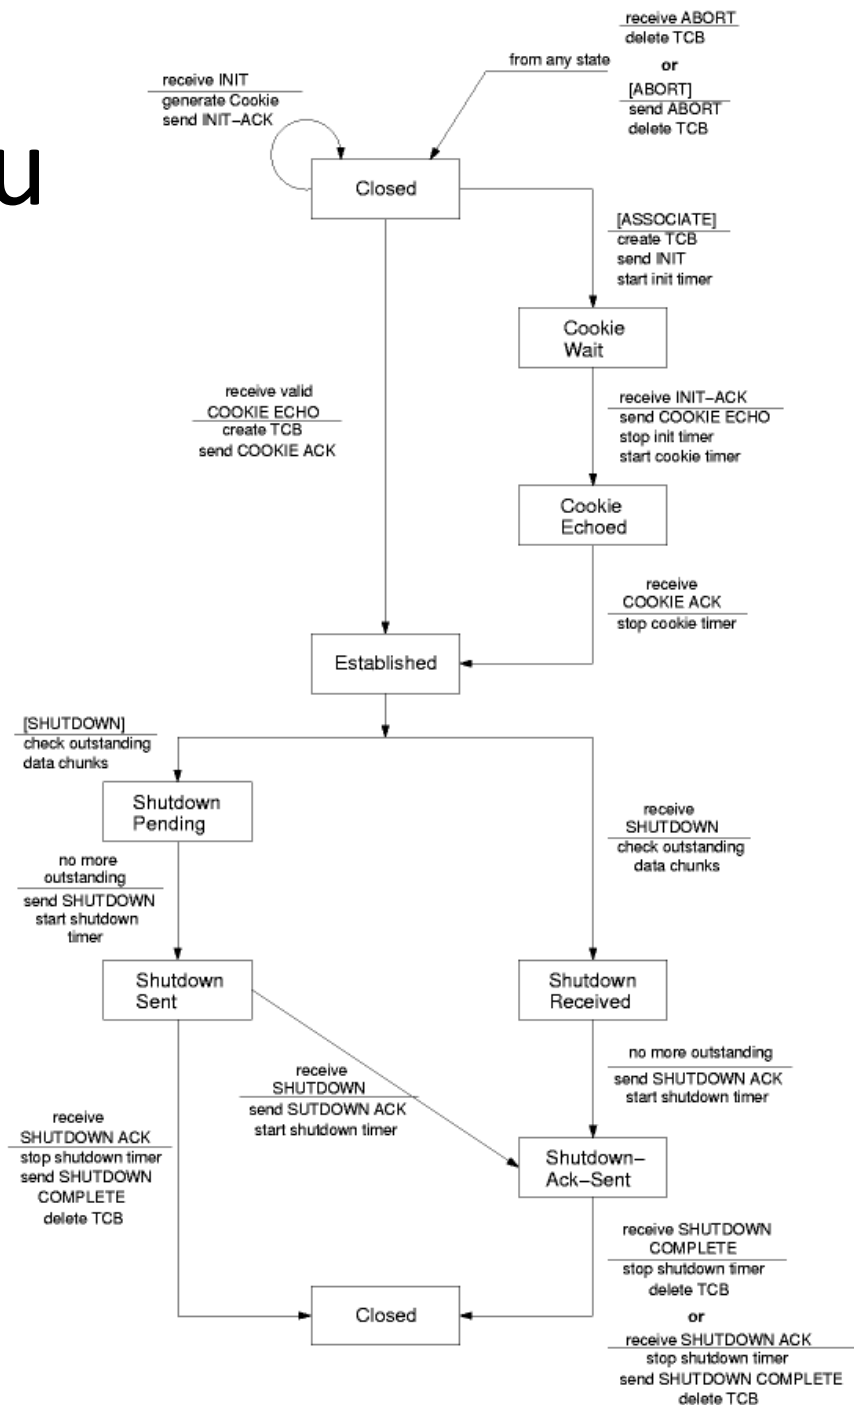 receive ABORT
delete TCB
from any state
or
[ABORT]
send ABORT
delete TCB
receive INIT
generate Cookie
send INIT-ACK
u
Closed
[ASSOCIATE]
create TCB
send INIT
start init timer
Cookie
Wait
receive valid
COOKIE ECHO
create TCB
send COOKIE ACK
receive INIT-ACK
send COOKIE ECHO
stop init timer
start cookie timer
Cookie
Echoed
receive
COOKIE ACK
stop cookie timer
Established
[SHUTDOWN]
check outstanding
data chunks
Shutdown
Pending
receive
SHUTDOWN
check outstanding
data chunks
no more
outstanding
send SHUTDOWN
start shutdown
timer
Shutdown
Sent
Shutdown
Received
receive
SHUTDOWN
send SUTDOWN ACK
start shutdown timer
no more outstanding
send SHUTDOWN ACK
start shutdown timer
receive
SHUTDOWN ACK
stop shutdown timer
send SHUTDOWN
COMPLETE
delete TCB
Shutdown-
Ack-Sent
receive SHUTDOWN
COMPLETE
stop shutdown timer
delete TCB
or
receive SHUTDOWN ACK
stop shutdown timer
send SHUTDOWN COMPLETE
delete TCB
Closed